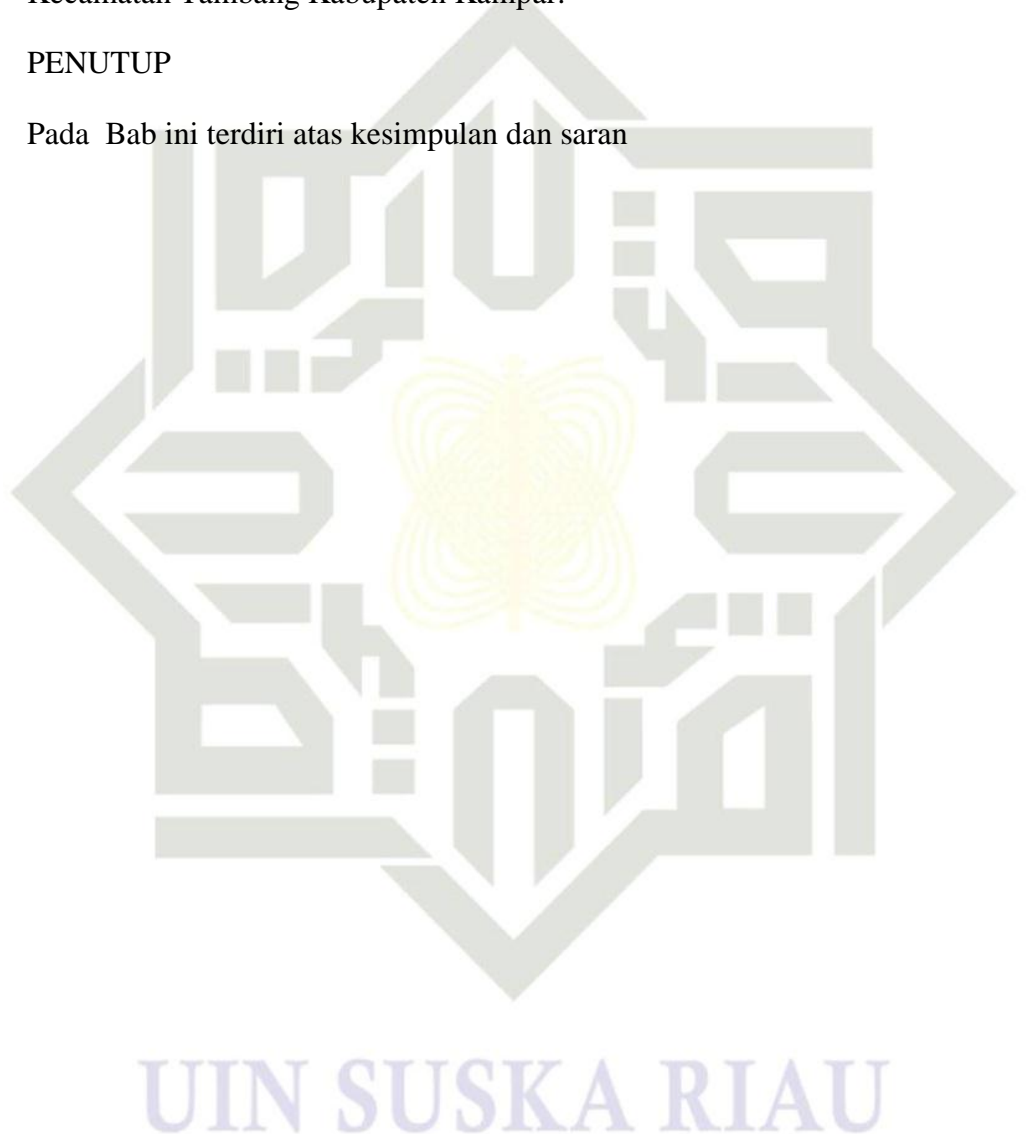 Kecamatan Tambang Kabupaten Kampar.
PENUTUP
Pada Bab ini terdiri atas kesimpulan dan saran
UIN SUSKA RIAU